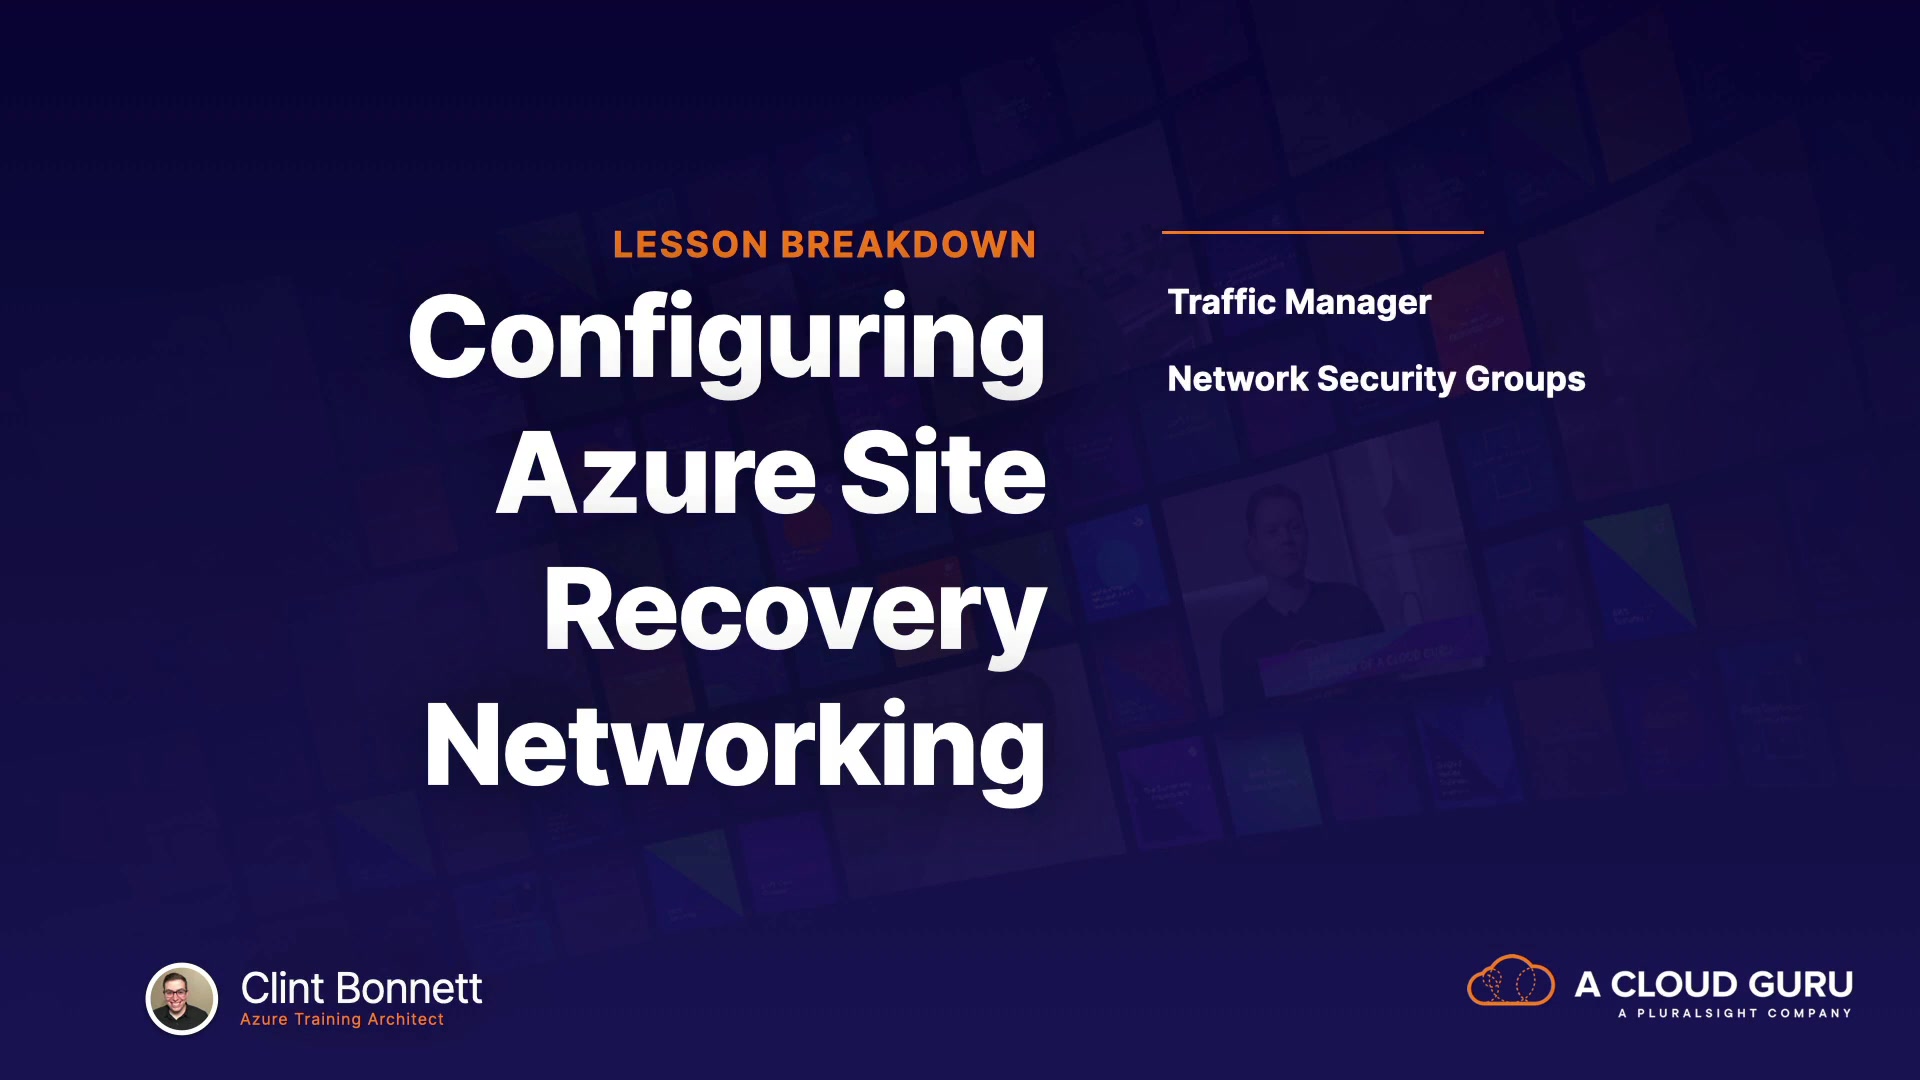 LESSON BREAKDOWN
Configuring
Azure Site
Recovery
Networking
Traffic Manager
Network Security Groups
Clint Bonnett
Azure Training Architect
A CLOUD GURU
A PLURALSIGHT COMPANY